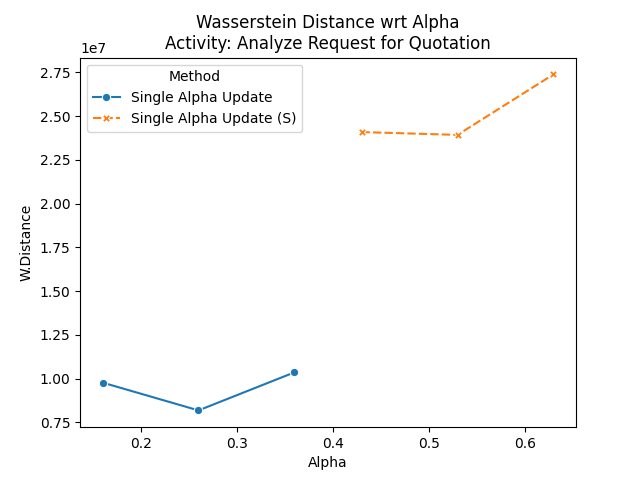 Wasserstein Distance wrt Alpha
Activity: Analyze Request for Quotation
1e7
Method
Single Alpha Update
Single Alpha Update (S)
2.75
2.50
2.25
2.00
1.75
1.50
1.25
1.00
0.75
W.Distance
0.2 0.3 0.4 0.5 0.6
Alpha